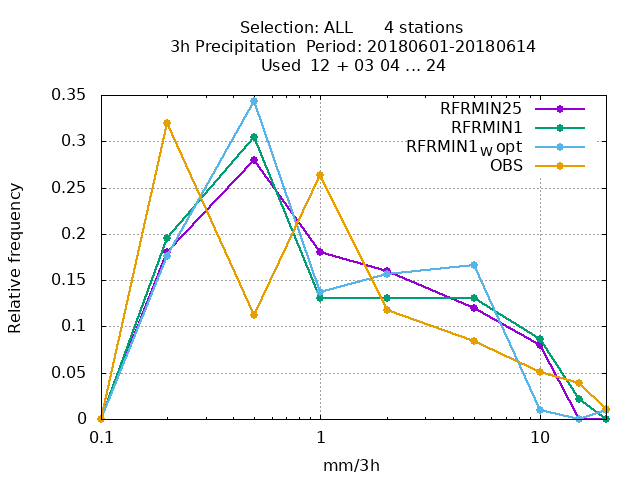 Selection: ALL      4 stations
3h Precipitation  Period: 20180601-20180614
Used  12 + 03 04 ... 24
RFRMIN25
RFRMIN1
RFRMIN1W opt
OBS
0.35
0.3
0.25
0.2
0.15
0.1
0.05
0
Relative frequency
0.1 1 10
mm/3h